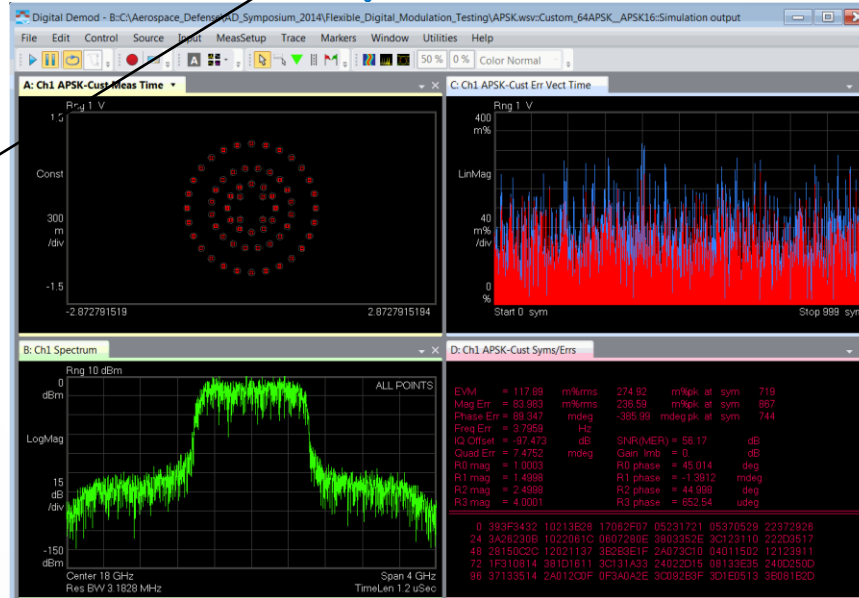 Digital Demod - B:C:\Aerospace_Defense\AD_Symposium_2014\Flexible_Digital_Modulation_Testing\APSK.wsv::Custom_64APSK__APSK16::Simulation output
File Edit Control Source Input MeasSetup Trace Markers Window Utilities Help
50 % 0 % Color Normal
A: Ch1 APSK-Cust Meas Time
Rng 1 V
1.5
Const
300
m
/div
-1.5
-2.872791519 2.872791519​4
C: Ch1 APSK-Cust Err Vect Time
Rng 1 V
400
m%
LinMag
40
m%
/div
0
%
Start 0 sym Stop 999 sym
B: Ch1 Spectrum
Rng 10 dBm
0
dBm
ALL POINTS
LogMag
15
dB
/div
-150
dBm
Center 18 GHz Span 4 GHz
Res BW 3.1828 MHz TimeLen 1.2 uSec
D: Ch1 APSK-Cust Syms/Errs
EVM = 117.89 m%rms 274.92 m%pk at sym 719
Mag Err = 83.983 m%rms 236.59 m%pk at sym 867
Phase Err = 89.347 mdeg -385.99 mdegpk at sym 744
Freq Err = 3.7959 Hz
IQ Offset = -97.473 dB SNR(MER) = 56.17 dB
Quad Err = 7.4752 mdeg Gain Imb = 0. dB
R0 mag = 1.0003 R0 phase = 45.014 deg
R1 mag = 1.4998 R1 phase = -1.3912 mdeg
R2 mag = 2.4998 R2 phase = 44.998 deg
R3 mag = 4.0001 R3 phase = 652.54 udeg
0 393F3432 10213B28 17062F07 05231721 05370529 22372826
24 3A26230B 1022061C 0607280E 3803352E 3C123110 222D3517
48 28150C2C 12021137 3B2B3E1F 2A073C10 04011502 12123911
72 1F310814 381D1611 3C131A33 24022D15 08133E35 240D250D
96 37133514 2A012C0F 0F3A0A2E 3C092B3F 3D1E0513 3B081B2D